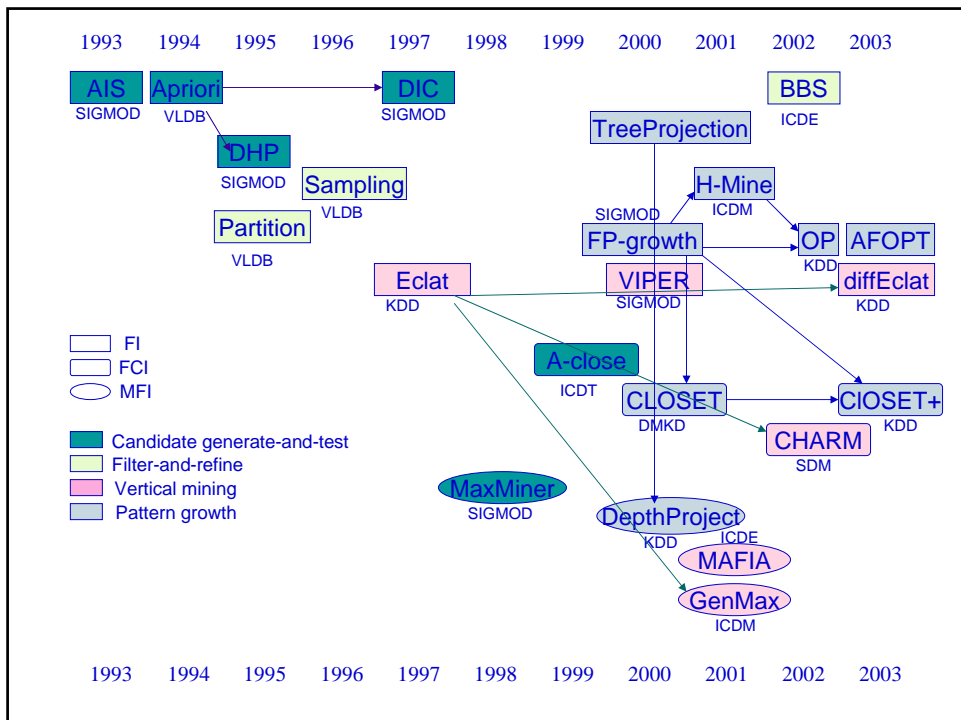 1993 1994 1995 1996 1997 1998 1999 2000 2001 2002 2003
AIS
SIGMOD
Apriori
VLDB
DIC
SIGMOD
BBS
ICDE
TreeProjection
DHP
SIGMOD
Sampling
VLDB
H-Mine
ICDM
Partition
VLDB
SIGMOD
FP-growth
OP
KDD
AFOPT
Eclat
KDD
VIPER
SIGMOD
diffEclat
KDD
FI
FCI
MFI
A-close
ICDT
CLOSET
DMKD
ClOSET+
KDD
CHARM
SDM
Candidate generate-and-test
Filter-and-refine
Vertical mining
Pattern growth
MaxMiner
SIGMOD
DepthProject
KDD
ICDE
MAFIA
GenMax
ICDM
1993 1994 1995 1996 1997 1998 1999 2000 2001 2002 2003